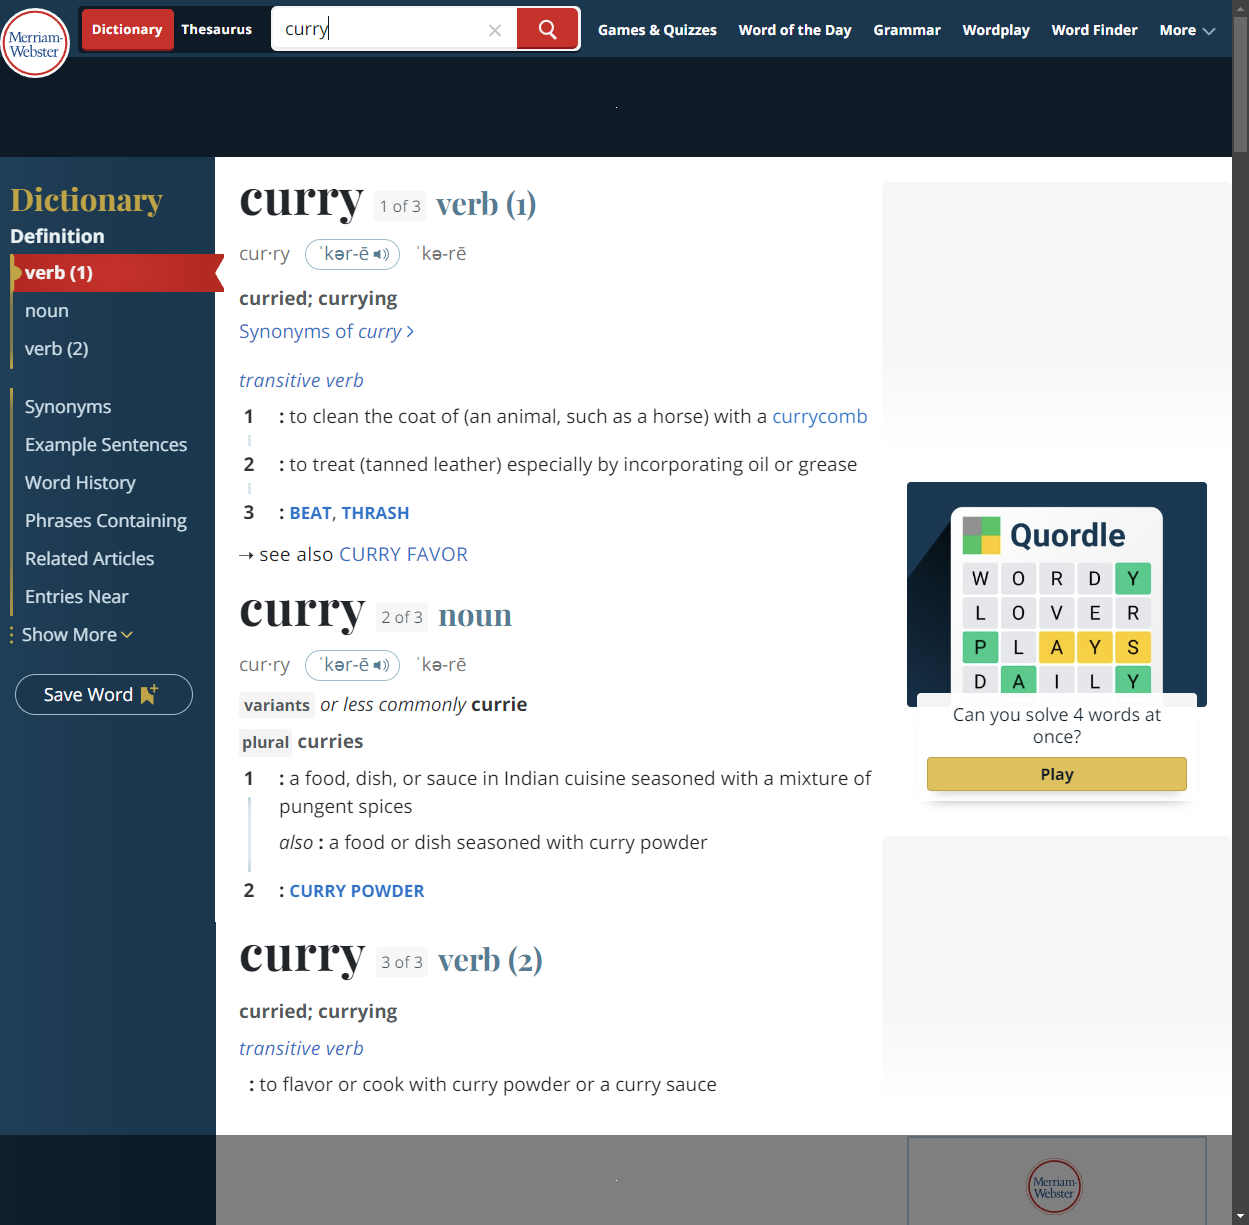 Merriam-
Webster
Dictionary Thesaurus curry Games & Quizzes Word of the Day Grammar Wordplay Word Finder More
Dictionary
Definition
verb (1)
noun
verb (2)
Synonyms
Example Sentences
Word History
Phrases Containing
Related Articles
Entries Near
Show More
Save Word
curry 1 of 3 verb (1)
cur·ry ˈkər-ē ˈkə-rē
curried; currying
Synonyms of curry
transitive verb
1 : to clean the coat of (an animal, such as a horse) with a currycomb
2 : to treat (tanned leather) especially by incorporating oil or grease
3 : BEAT, THRASH
→ see also CURRY FAVOR
curry 2 of 3 noun
cur·ry ˈkər-ē ˈkə-rē
variants or less commonly currie
plural curries
1 : a food, dish, or sauce in Indian cuisine seasoned with a mixture of
pungent spices
also : a food or dish seasoned with curry powder
2 : CURRY POWDER
curry 3 of 3 verb (2)
curried; currying
transitive verb
: to flavor or cook with curry powder or a curry sauce
Quordle
W O R D Y
L O V E R
P L A Y S
D A I L Y
Can you solve 4 words at
once?
Play
Merriam-
Webster